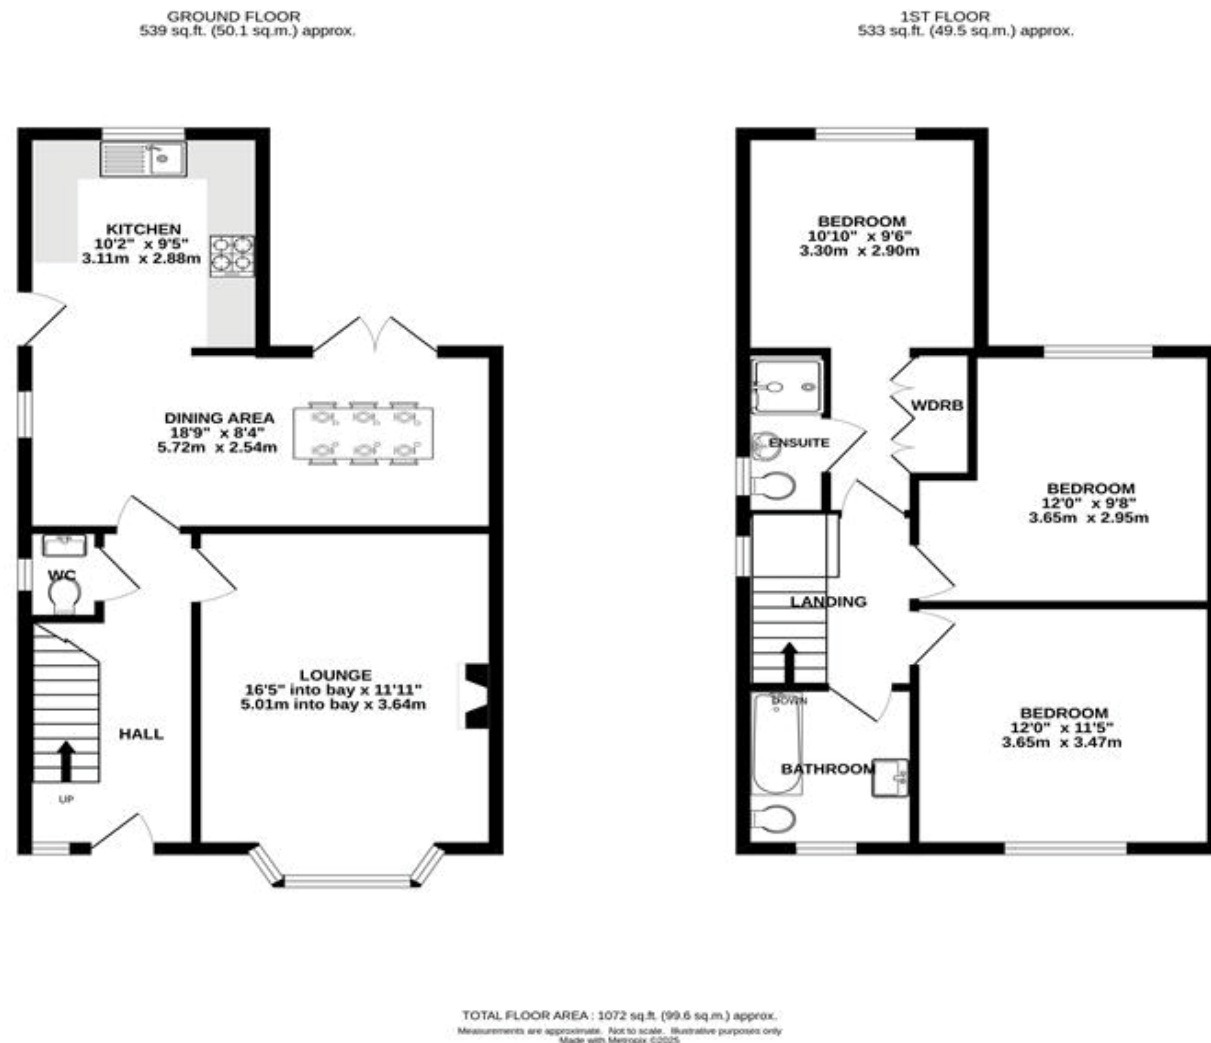 GROUND FLOOR
539 sq.ft. (50.1 sq.m.) approx.
1ST FLOOR
533 sq.ft. (49.5 sq.m.) approx.
KITCHEN
10'2" x 9'5"
3.11m x 2.88m
DINING AREA
18'9" x 8'4"
5.72m x 2.54m
WC
LOUNGE
16'5" into bay x 11'11"
5.01m into bay x 3.64m
HALL
UP
BEDROOM
10'10" x 9'6"
3.30m x 2.90m
WDRB
ENSUITE
BEDROOM
12'0" x 9'8"
3.65m x 2.95m
LANDING
DOWN
BEDROOM
12'0" x 11'5"
3.65m x 3.47m
BATHROOM
TOTAL FLOOR AREA : 1072 sq.ft. (99.6 sq.m.) approx.
Measurements are approximate. Not to scale. Illustrative purposes only
Made with Metropix ©2025